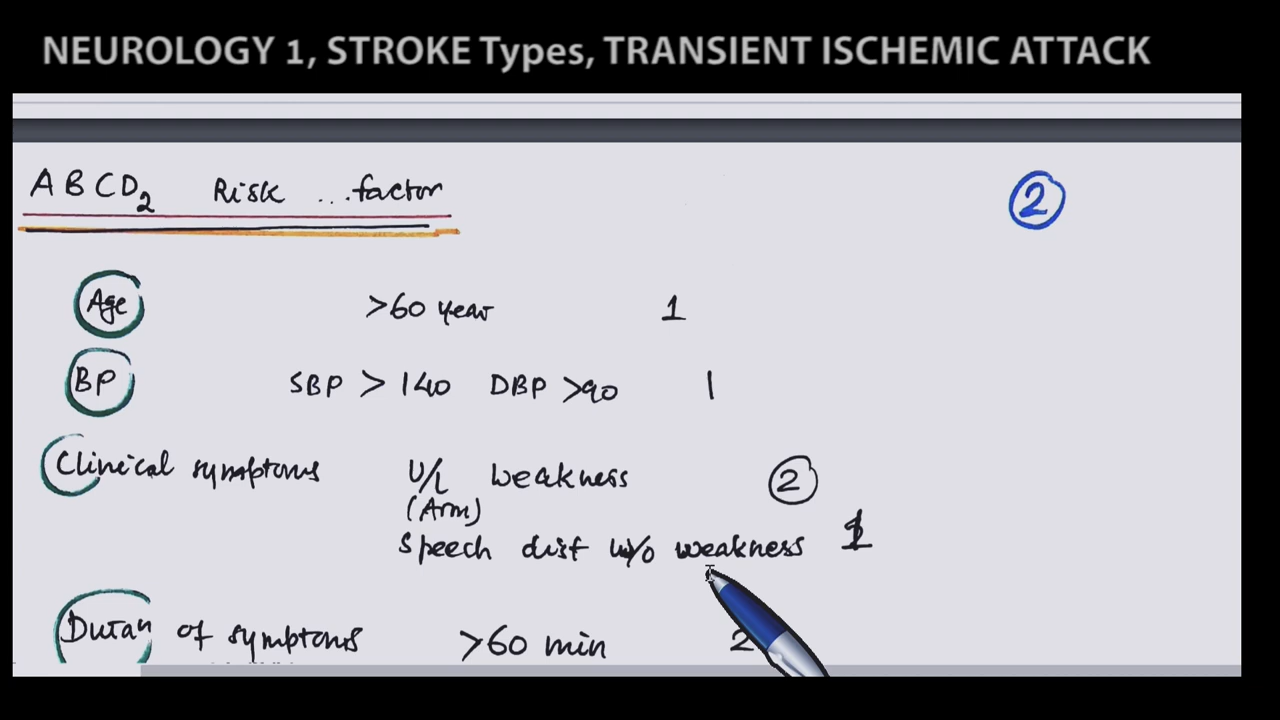 NEUROLOGY 1, STROKE Types, TRANSIENT ISCHEMIC ATTACK
ABCD2 Risk ...factor
2
Age >60 year 1
BP SBP > 140 DBP >90 1
Clinical symptoms U/L weakness 2
(Arm)
Speech dist w/o weakness 1
Duran of symptoms >60 min 2